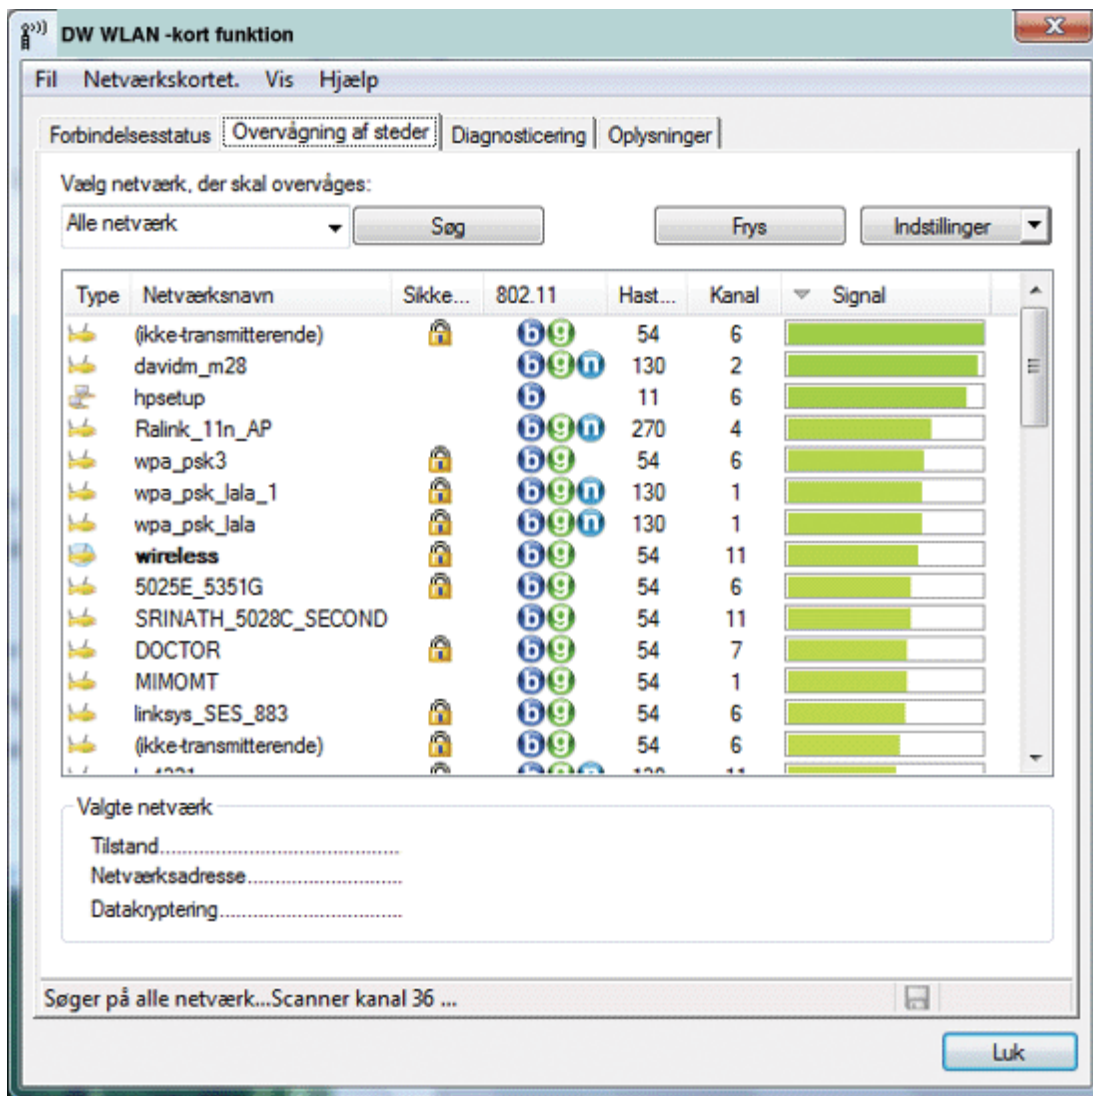 DW WLAN -kort funktion
Fil Netværkskortet. Vis Hjælp
Forbindelsesstatus Overvågning af steder Diagnosticering Oplysninger
Vælg netværk, der skal overvåges:
Alle netværk Søg Frys Indstillinger
Type Netværksnavn Sikke... 802.11 Hast... Kanal Signal
(ikke-transmitterende) b g 54 6
davidm_m28 b g n 130 2
hpsetup b 11 6
Ralink_11n_AP b g n 270 4
wpa_psk3 b g 54 6
wpa_psk_lala_1 b g n 130 1
wpa_psk_lala b g n 130 1
wireless b g 54 11
5025E_5351G b g 54 6
SRINATH_5028C_SECOND b g 54 11
DOCTOR b g 54 7
MIMOMT b g 54 1
linksys_SES_883 b g 54 6
(ikke-transmitterende) b g 54 6
Valgte netværk
Tilstand
Netværksadresse
Datakryptering
Søger på alle netværk...Scanner kanal 36 ...
Luk